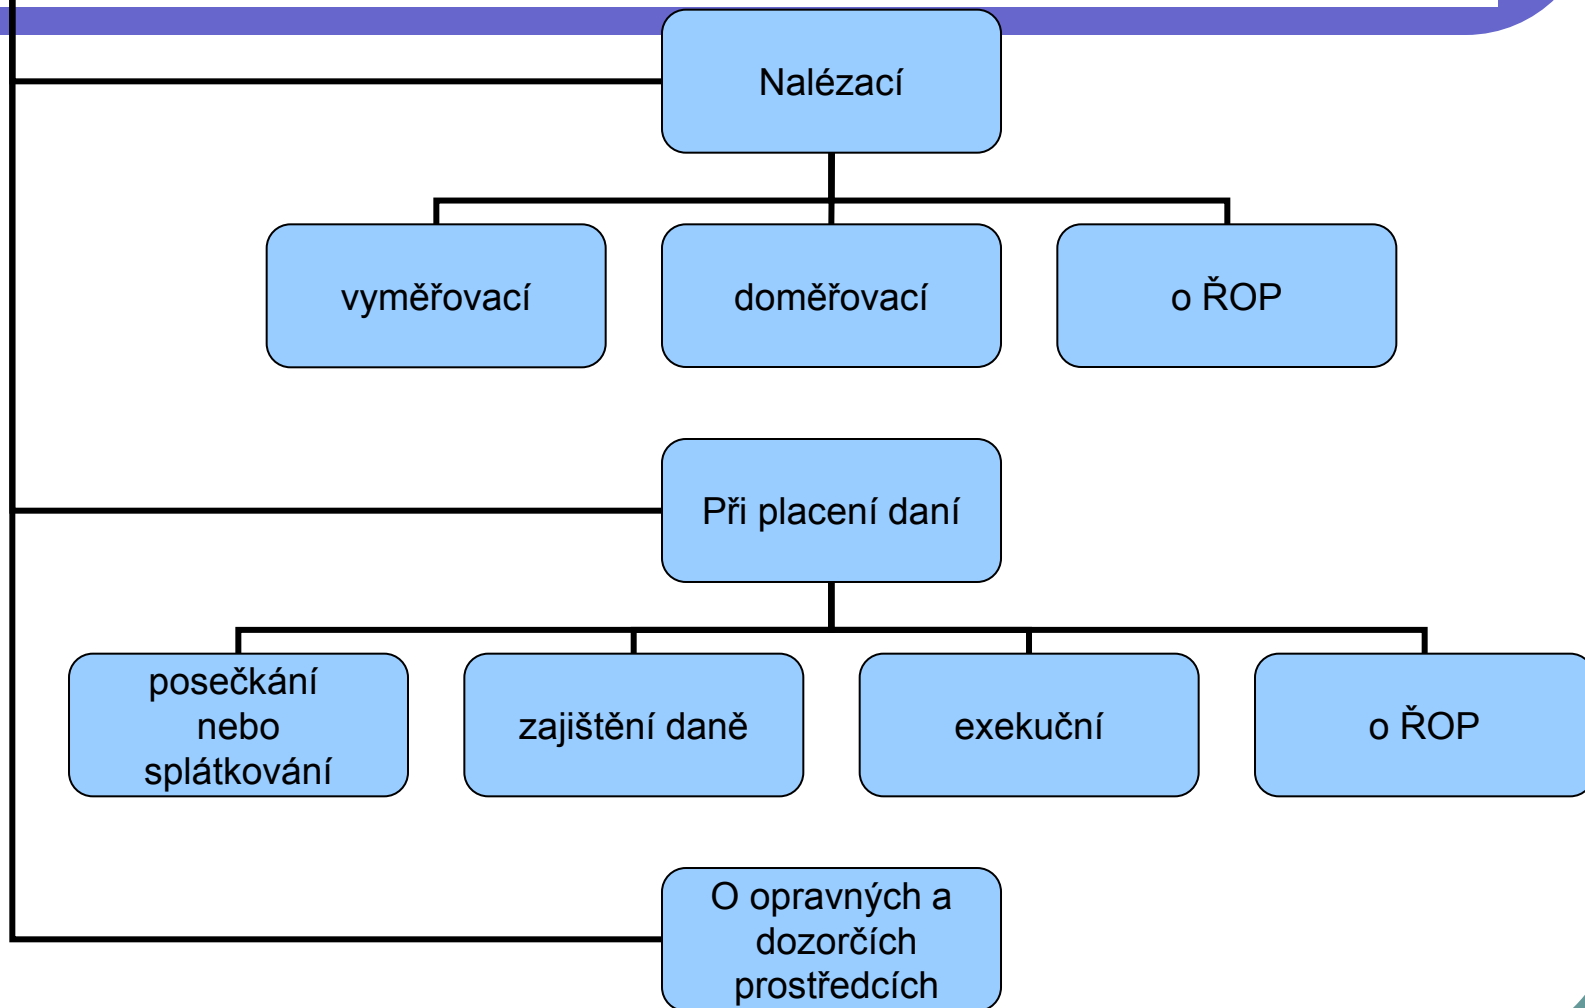 Nalézací
vyměřovací
doměřovací
o ŘOP
Při placení daní
posečkání
nebo
splátkování
zajištění daně
exekuční
o ŘOP
O opravných a
dozorčích
prostředcích